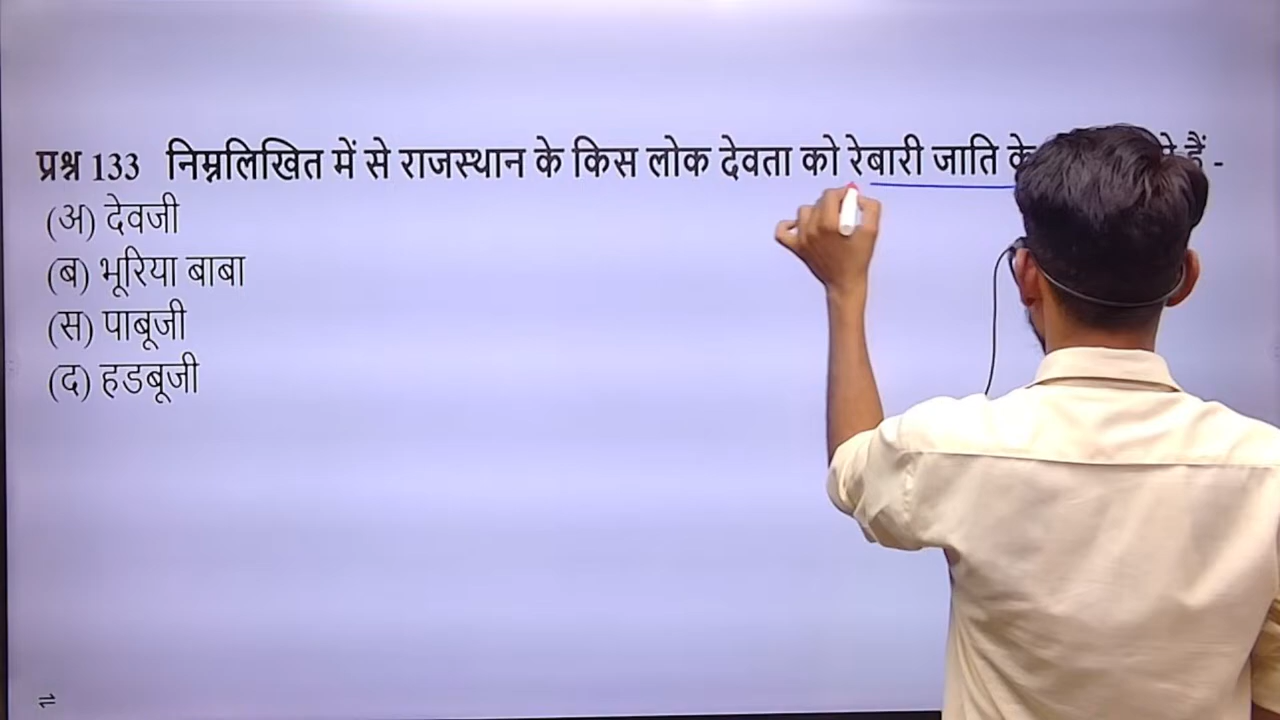 प्रश्न 133 निम्नलिखित में से राजस्थान के किस लोक देवता को रेबारी जाति के हैं -
(अ) देवजी
(ब) भूरिया बाबा
(स) पाबूजी
(द) हडबूजी